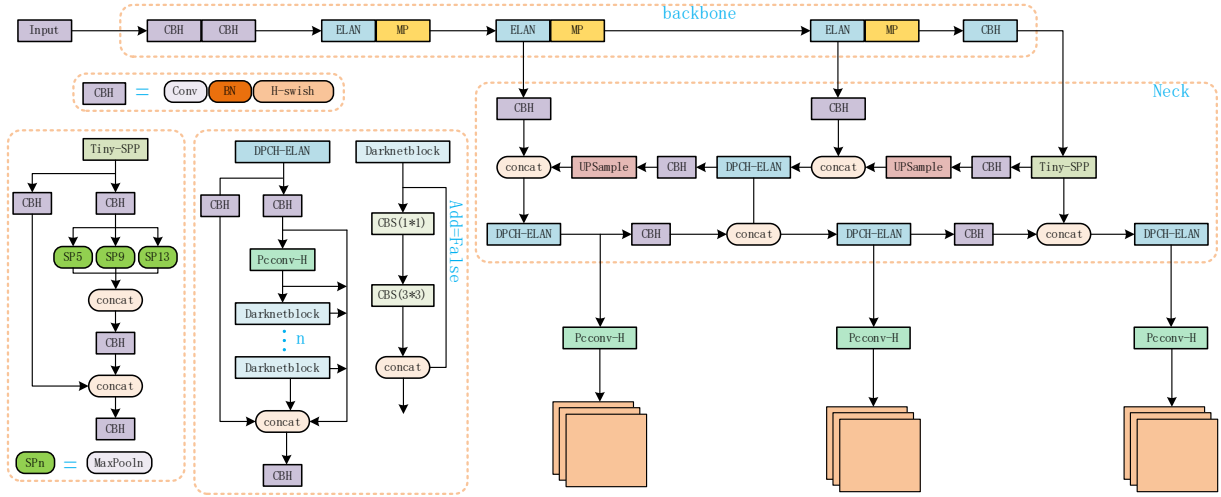 backbone
Input
CBH
CBH
ELAN
MP
ELAN
MP
ELAN
MP
CBH
CBH
=
Conv
BN
H-swish
Neck
CBH
CBH
concat
UPSample
CBH
DPCH-ELAN
concat
UPSample
CBH
Tiny-SPP
DPCH-ELAN
CBH
concat
DPCH-ELAN
CBH
concat
DPCH-ELAN
Pcconv-H
Pcconv-H
Pcconv-H
Tiny-SPP
CBH
CBH
SP5
SP9
SP13
concat
CBH
concat
CBH
SPn
=
MaxPooln
DPCH-ELAN
CBH
CBH
Pcconv-H
Darknetblock
n
Darknetblock
concat
CBH
Darknetblock
CBS(1*1)
CBS(3*3)
concat
Add=False